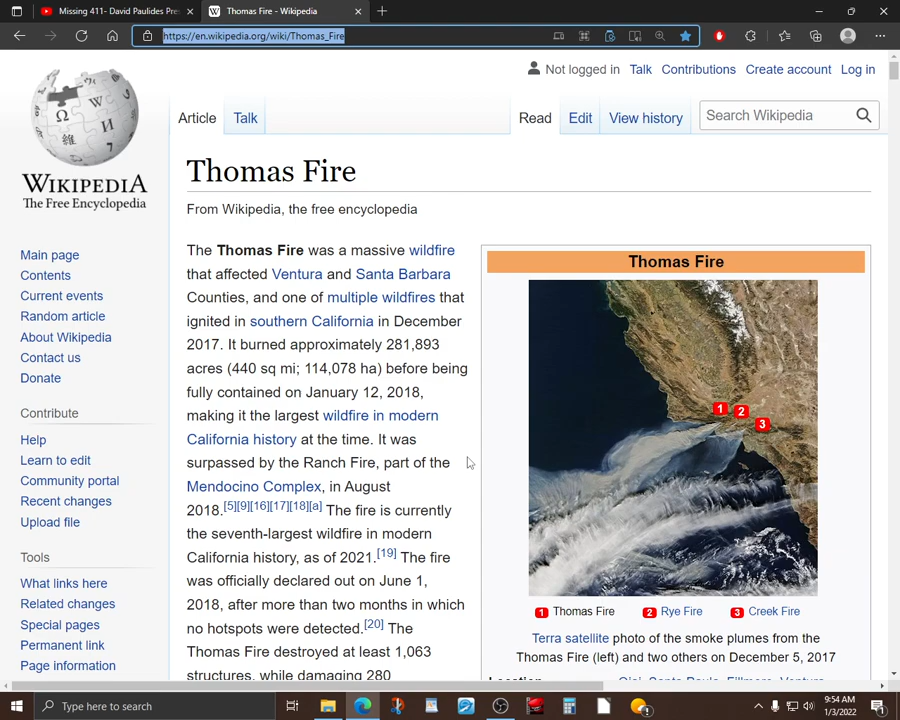 Missing 411- David Paulides Pre
Thomas Fire - Wikipedia
https://en.wikipedia.org/wiki/Thomas_Fire
Not logged in Talk Contributions Create account Log in
Article Talk Read Edit View history Search Wikipedia
WIKIPEDIA
The Free Encyclopedia
Main page
Contents
Current events
Random article
About Wikipedia
Contact us
Donate
Contribute
Help
Learn to edit
Community portal
Recent changes
Upload file
Tools
What links here
Related changes
Special pages
Permanent link
Page information
Thomas Fire
From Wikipedia, the free encyclopedia
The Thomas Fire was a massive wildfire
that affected Ventura and Santa Barbara
Counties, and one of multiple wildfires that
ignited in southern California in December
2017. It burned approximately 281,893
acres (440 sq mi; 114,078 ha) before being
fully contained on January 12, 2018,
making it the largest wildfire in modern
California history at the time. It was
surpassed by the Ranch Fire, part of the
Mendocino Complex, in August
2018.[5][9][16][17][18][a] The fire is currently
the seventh-largest wildfire in modern
California history, as of 2021.[19] The fire
was officially declared out on June 1,
2018, after more than two months in which
no hotspots were detected.[20] The
Thomas Fire destroyed at least 1,063
structures, while damaging 280
Thomas Fire
1 2
3
1 Thomas Fire 2 Rye Fire 3 Creek Fire
Terra satellite photo of the smoke plumes from the
Thomas Fire (left) and two others on December 5, 2017
Location Ojai, Santa Paula, Fillmore, Ventura
Type here to search
9:54 AM
1/3/2022